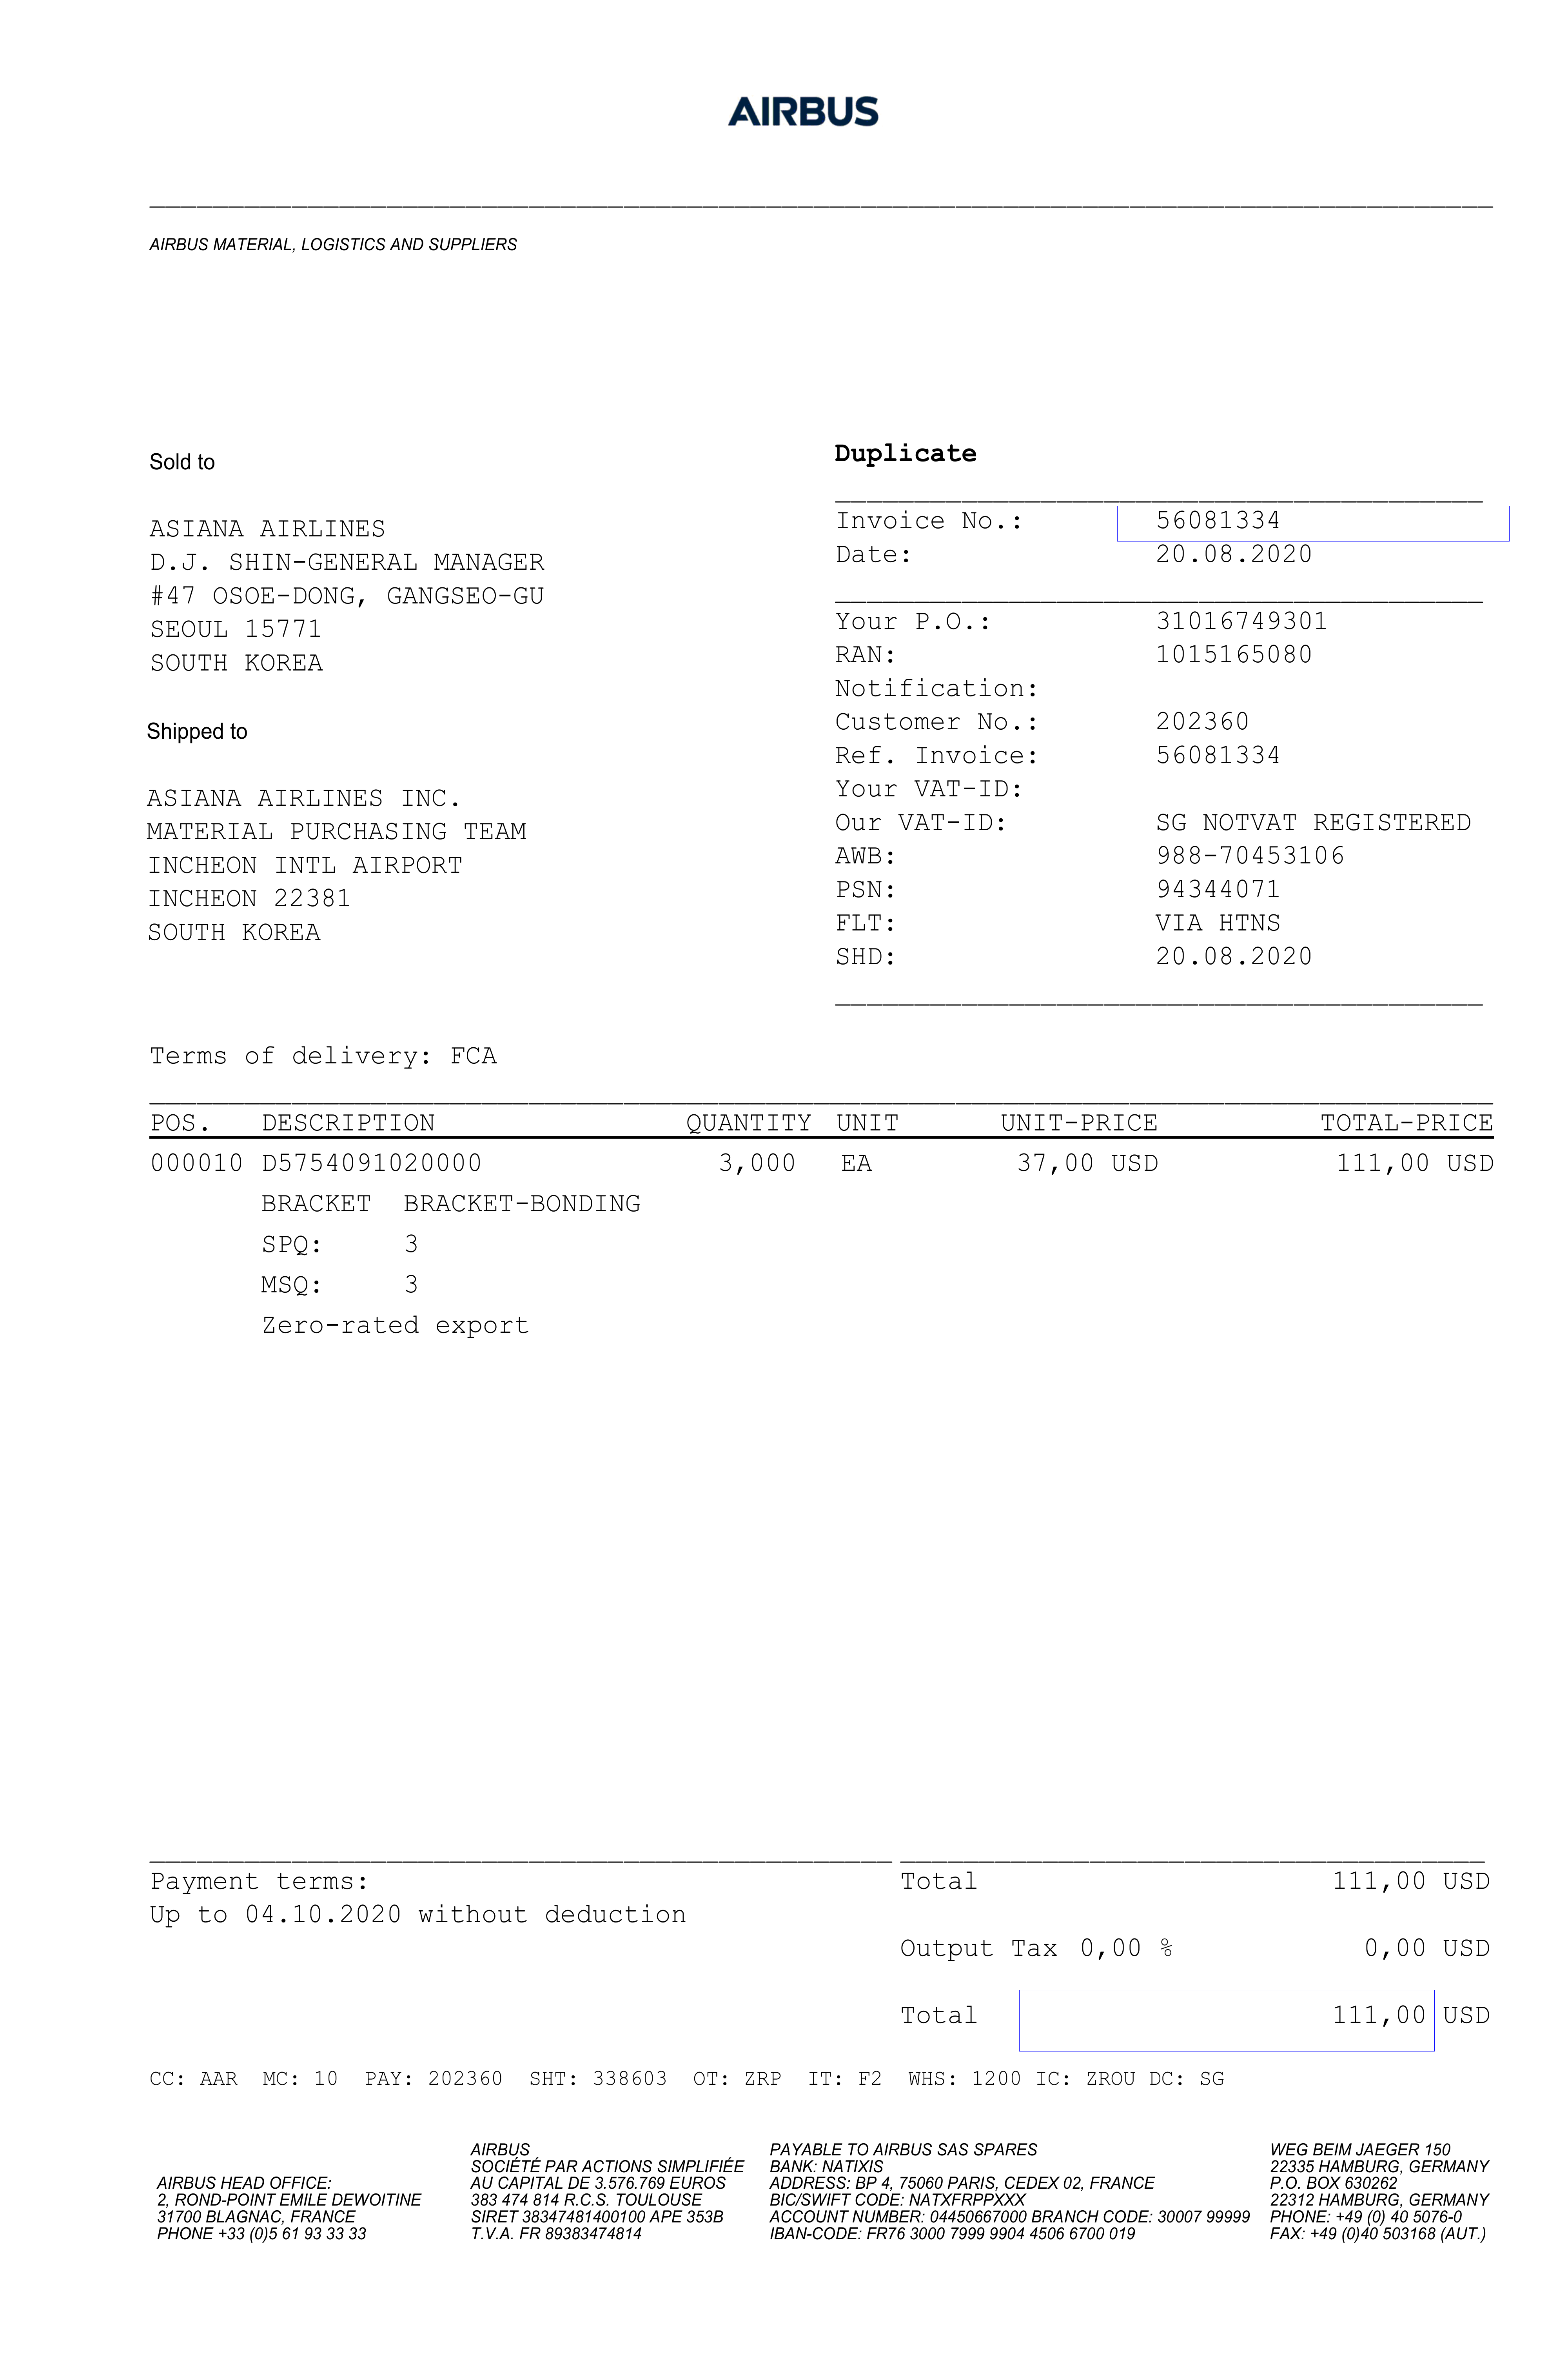 AIRBUS
AIRBUS MATERIAL, LOGISTICS AND SUPPLIERS
Sold to
ASIANA AIRLINES
D.J. SHIN-GENERAL MANAGER
#47 OSOE-DONG, GANGSEO-GU
SEOUL 15771
SOUTH KOREA
Shipped to
ASIANA AIRLINES INC.
MATERIAL PURCHASING TEAM
INCHEON INTL AIRPORT
INCHEON 22381
SOUTH KOREA
Duplicate
Invoice No.: 56081334
Date: 20.08.2020
Your P.O.: 31016749301
RAN: 1015165080
Notification:
Customer No.: 202360
Ref. Invoice: 56081334
Your VAT-ID:
Our VAT-ID: SG NOTVAT REGISTERED
AWB: 988-70453106
PSN: 94344071
FLT: VIA HTNS
SHD: 20.08.2020
Terms of delivery: FCA
POS. DESCRIPTION QUANTITY UNIT UNIT-PRICE TOTAL-PRICE
000010 D5754091020000 3,000 EA 37,00 USD 111,00 USD
BRACKET BRACKET-BONDING
SPQ: 3
MSQ: 3
Zero-rated export
Payment terms:
Up to 04.10.2020 without deduction
Total 111,00 USD
Output Tax 0,00 % 0,00 USD
Total 111,00 USD
CC: AAR MC: 10 PAY: 202360 SHT: 338603 OT: ZRP IT: F2 WHS: 1200 IC: ZROU DC: SG
AIRBUS HEAD OFFICE:
2, ROND-POINT EMILE DEWOITINE
31700 BLAGNAC, FRANCE
PHONE +33 (0)5 61 93 33 33
AIRBUS
SOCIÉTÉ PAR ACTIONS SIMPLIFIÉE
AU CAPITAL DE 3.576.769 EUROS
383 474 814 R.C.S. TOULOUSE
SIRET 38347481400100 APE 353B
T.V.A. FR 89383474814
PAYABLE TO AIRBUS SAS SPARES
BANK: NATIXIS
ADDRESS: BP 4, 75060 PARIS, CEDEX 02, FRANCE
BIC/SWIFT CODE: NATXFRPPXXX
ACCOUNT NUMBER: 04450667000 BRANCH CODE: 30007 99999
IBAN-CODE: FR76 3000 7999 9904 4506 6700 019
WEG BEIM JAEGER 150
22335 HAMBURG, GERMANY
P.O. BOX 630262
22312 HAMBURG, GERMANY
PHONE: +49 (0) 40 5076-0
FAX: +49 (0)40 503168 (AUT.)